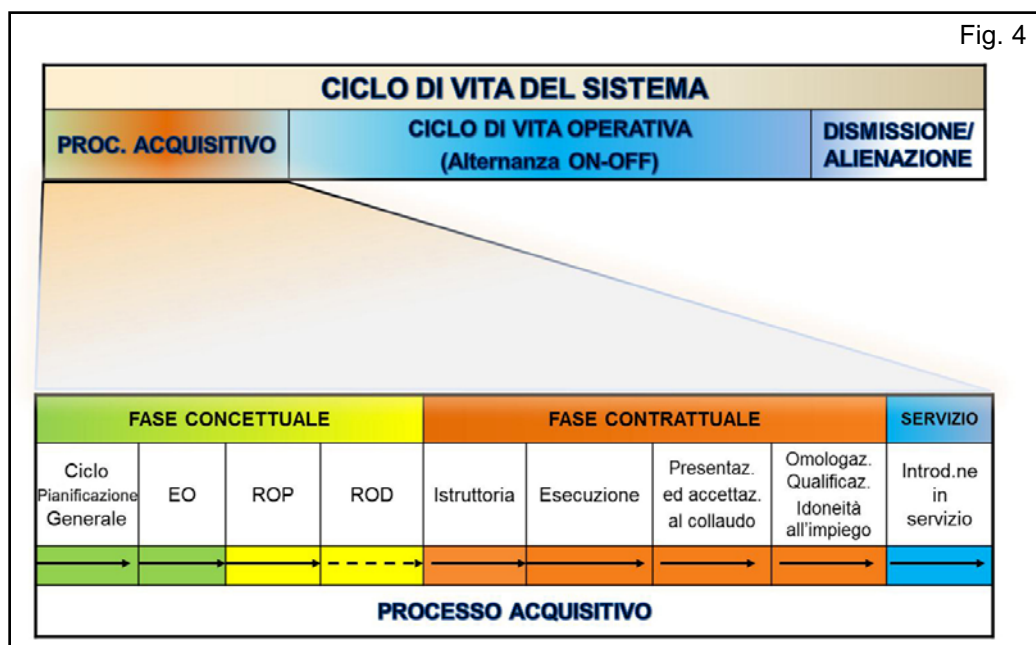 Fig. 4
CICLO DI VITA DEL SISTEMA
PROC. ACQUISITIVO
CICLO DI VITA OPERATIVA
(Alternanza ON-OFF)
DISMISSIONE/
ALIENAZIONE
FASE CONCETTUALE
FASE CONTRATTUALE
SERVIZIO
Ciclo
Pianificazione
Generale
EO
ROP
ROD
Istruttoria
Esecuzione
Presentaz.
ed accettaz.
al collaudo
Omologaz.
Qualificaz.
Idoneità
all'impiego
Introd.ne
in
servizio
PROCESSO ACQUISITIVO